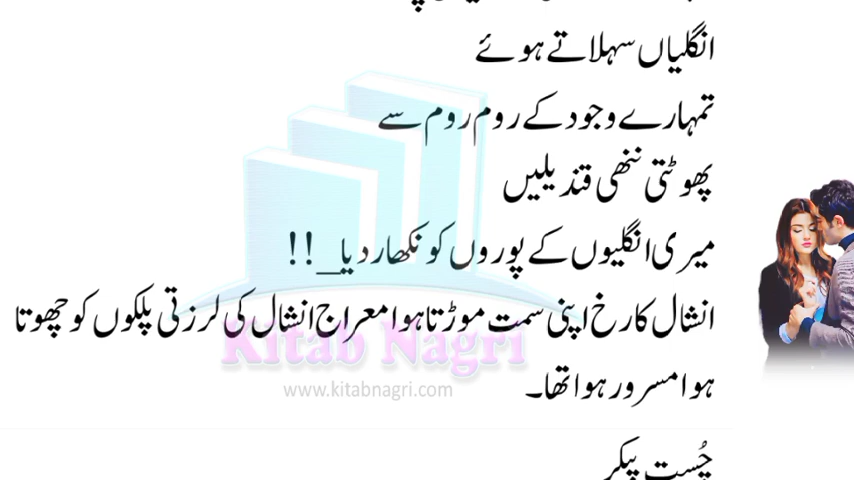 انگلیاں سہلاتے ہوئے
تمہارے وجود کے روم روم سے
پھوٹتی ننھی قندیلیں
میری انگلیوں کے پوروں کو نکھار دیا_!!
انشال کا رخ اپنی سمت موڑتا ہوا معراج انشال کی لرزتی پلکوں کو چھوتا
Kitab Nagri
ہوا مسرور ہوا تھا۔
www.kitabnagri.com
چُست پیکر